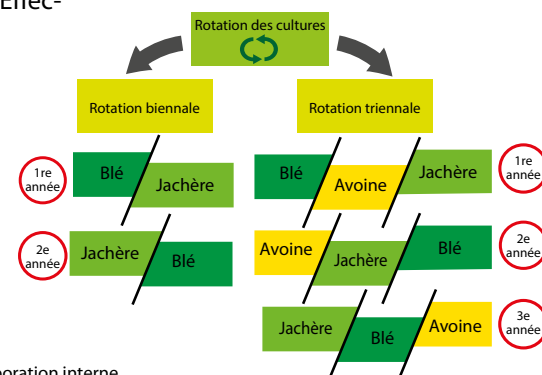 Effec-
Rotation des cultures
Rotation biennale
Rotation triennale
1re
année
Blé
Jachère
Blé
Avoine
Jachère
1re
année
2e
année
Jachère
Blé
Avoine
Jachère
Blé
2e
année
Jachère
Blé
Avoine
3e
année
oration interne